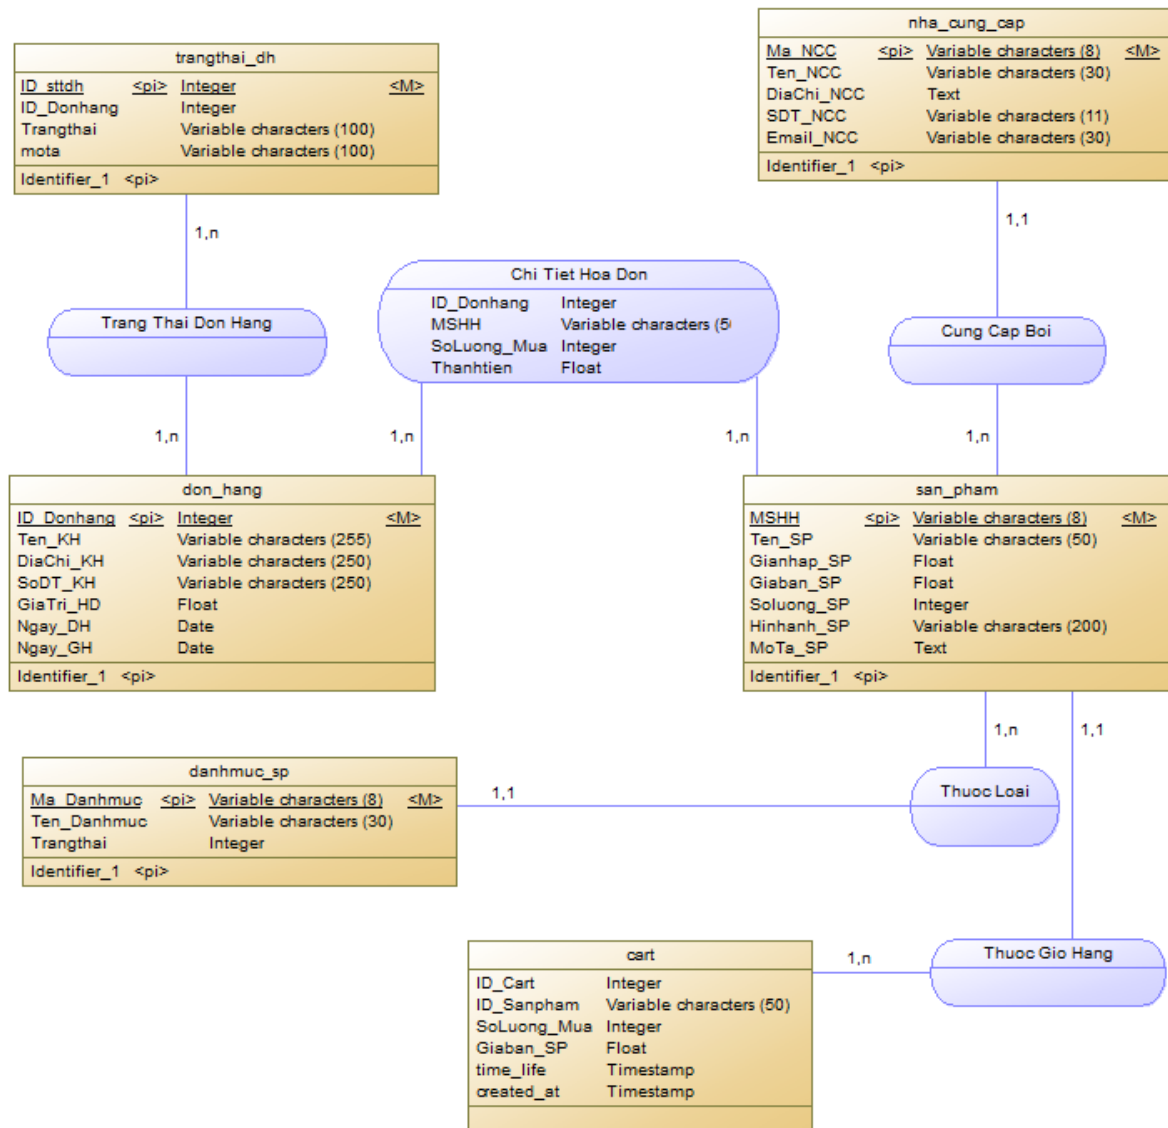 trangthai_dh
ID_sttdh <pi> Integer <M>
ID_Donhang Integer
Trangthai Variable characters (100)
mota Variable characters (100)
Identifier_1 <pi>
nha_cung_cap
Ma_NCC <pi> Variable characters (8) <M>
Ten_NCC Variable characters (30)
DiaChi_NCC Text
SDT_NCC Variable characters (11)
Email_NCC Variable characters (30)
Identifier_1 <pi>
1,n
1,1
Chi Tiet Hoa Don
ID_Donhang Integer
MSHH Variable characters (5
SoLuong_Mua Integer
Thanhtien Float
Trang Thai Don Hang
Cung Cap Boi
1,n
1,n
1,n
1,n
don_hang
ID_Donhang <pi> Integer <M>
Ten_KH Variable characters (255)
DiaChi_KH Variable characters (250)
SoDT_KH Variable characters (250)
GiaTri_HD Float
Ngay_DH Date
Ngay_GH Date
Identifier_1 <pi>
san_pham
MSHH <pi> Variable characters (8) <M>
Ten_SP Variable characters (50)
Gianhap_SP Float
Giaban_SP Float
Soluong_SP Integer
Hinhanh_SP Variable characters (200)
MoTa_SP Text
Identifier_1 <pi>
1,n
1,1
danhmuc_sp
Ma_Danhmuc <pi> Variable characters (8) <M>
Ten_Danhmuc Variable characters (30)
Trangthai Integer
Identifier_1 <pi>
1,1
Thuoc Loai
cart
ID_Cart Integer
ID_Sanpham Variable characters (50)
SoLuong_Mua Integer
Giaban_SP Float
time_life Timestamp
created_at Timestamp
1,n
Thuoc Gio Hang